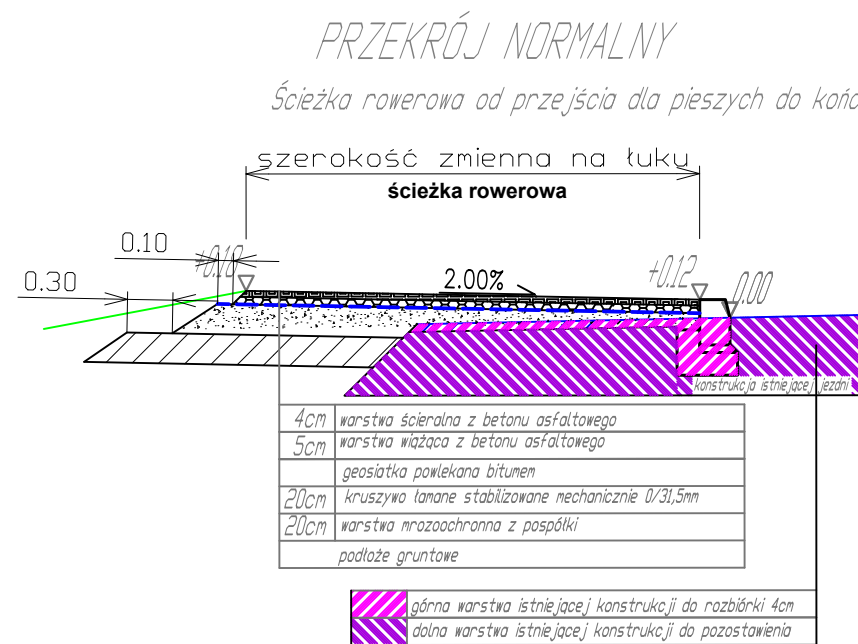 PRZEKRÓJ NORMALNY
Ścieżka rowerowa od przejścia dla pieszych do końc
szerokość zmienna na łuku
ścieżka rowerowa
0.10
+0.18
+0.12
0.30
2.00%
0.00
konstrukcja istniejącej jezdni
4cm warstwa ścieralna z betonu asfaltowego
5cm warstwa wiążąca z betonu asfaltowego
geosiatka powlekana bitumem
20cm kruszywo łamane stabilizowane mechanicznie 0/31,5mm
20cm warstwa mrozoochronna z pospółki
podłoże gruntowe
górna warstwa istniejącej konstrukcji do rozbiórki 4cm
dolna warstwa istniejącej konstrukcji do pozostawienia